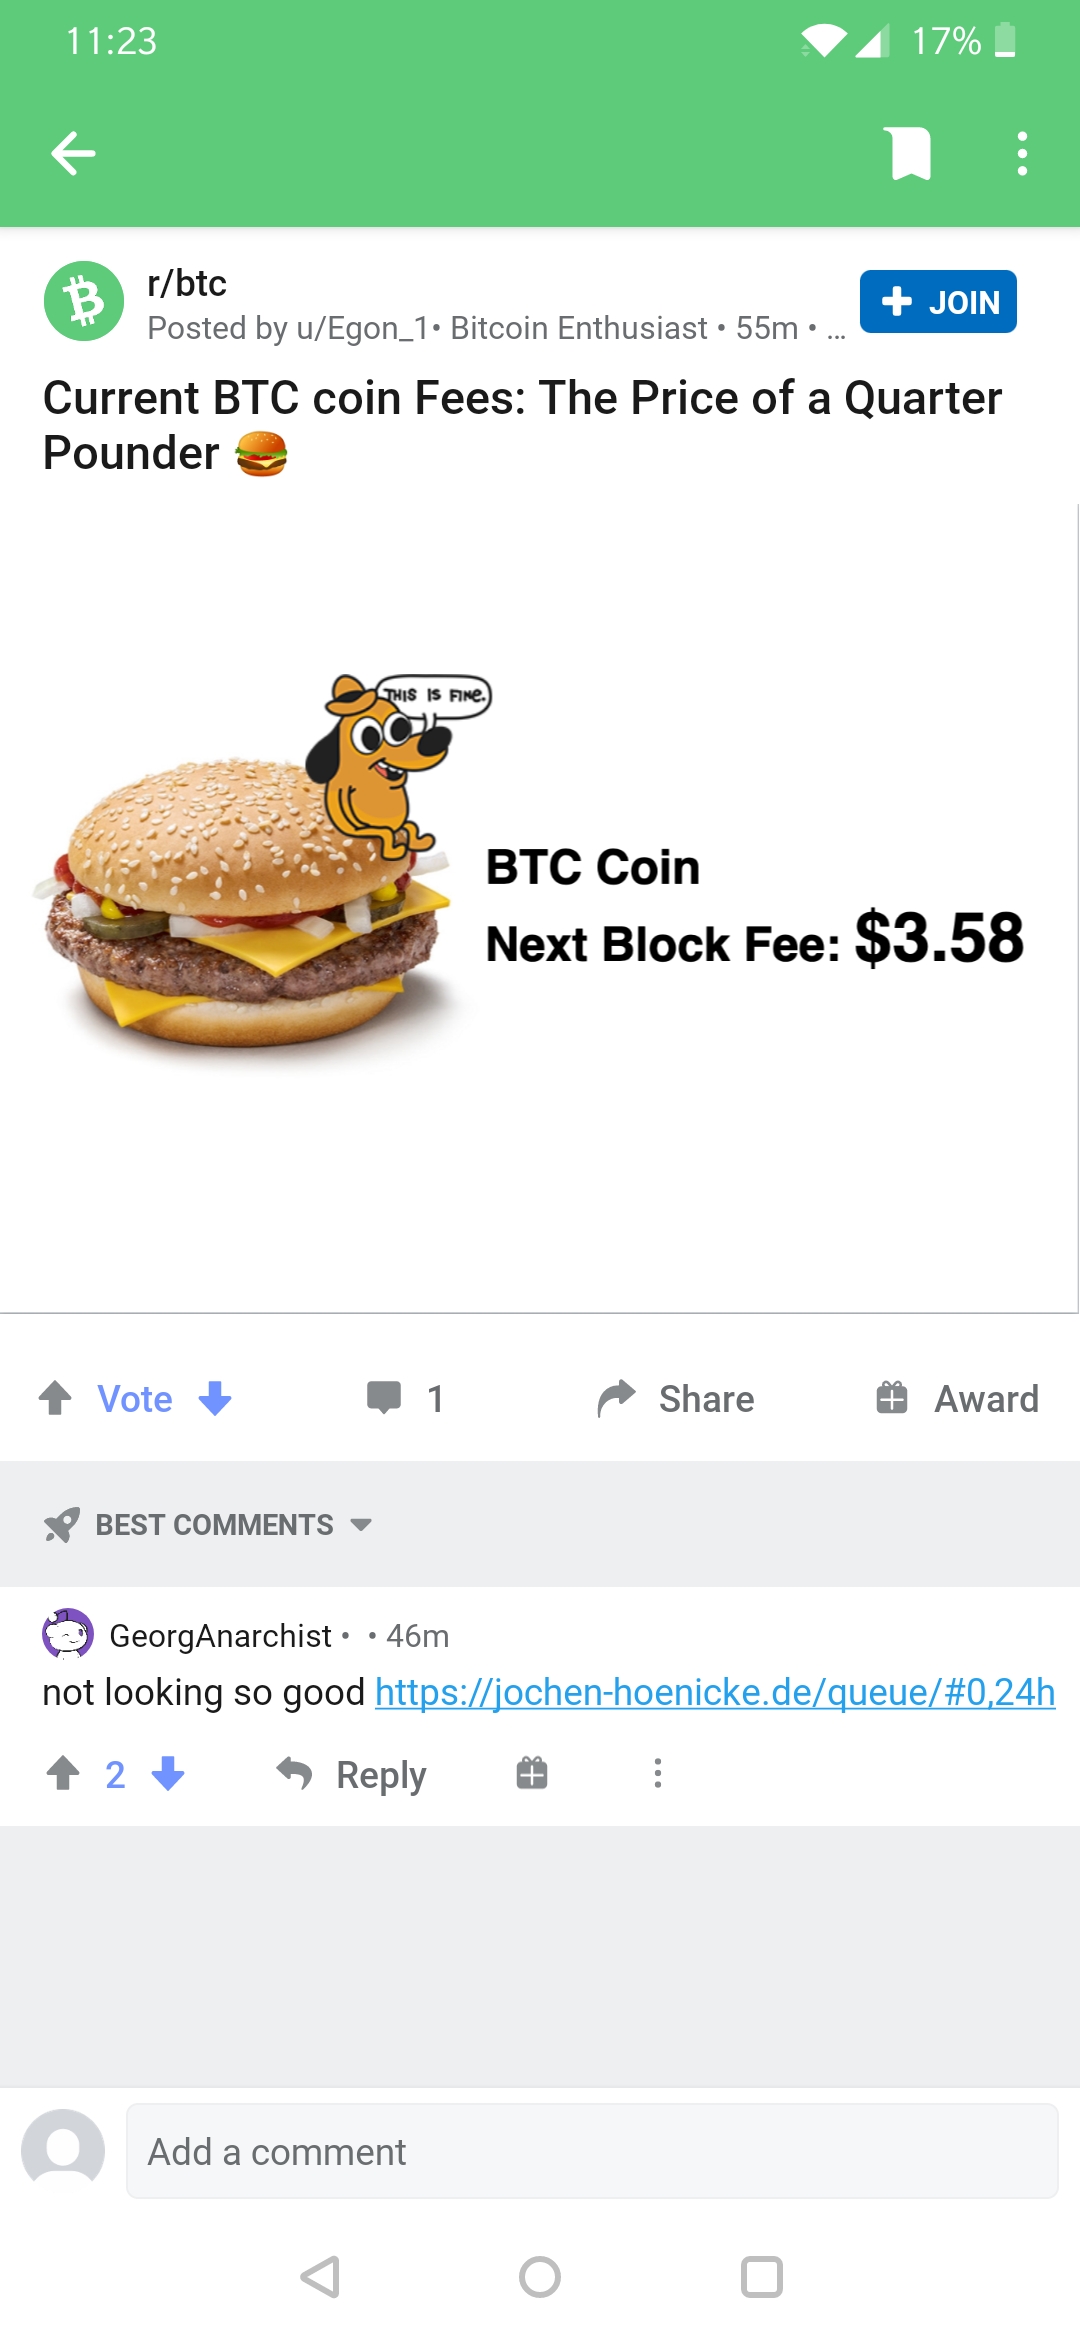 11:23
17%
r/btc
Posted by u/Egon_1• Bitcoin Enthusiast • 55m • ...
+ JOIN
Current BTC coin Fees: The Price of a Quarter
Pounder 🍔
THIS IS FINE.
BTC Coin
Next Block Fee: $3.58
Vote
1
Share
Award
BEST COMMENTS
GeorgAnarchist • • 46m
not looking so good https://jochen-hoenicke.de/queue/#0,24h
2
Reply
Add a comment